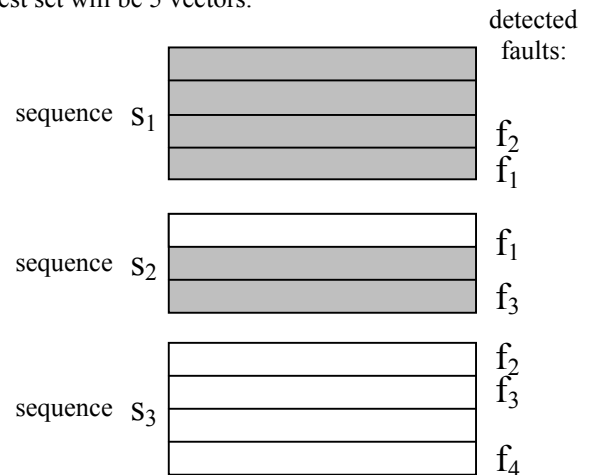 est set will be 5 vectors.
detected
faults:
sequence s1
f2
f1
sequence s2
f1
f3
sequence s3
f2
f3
f4